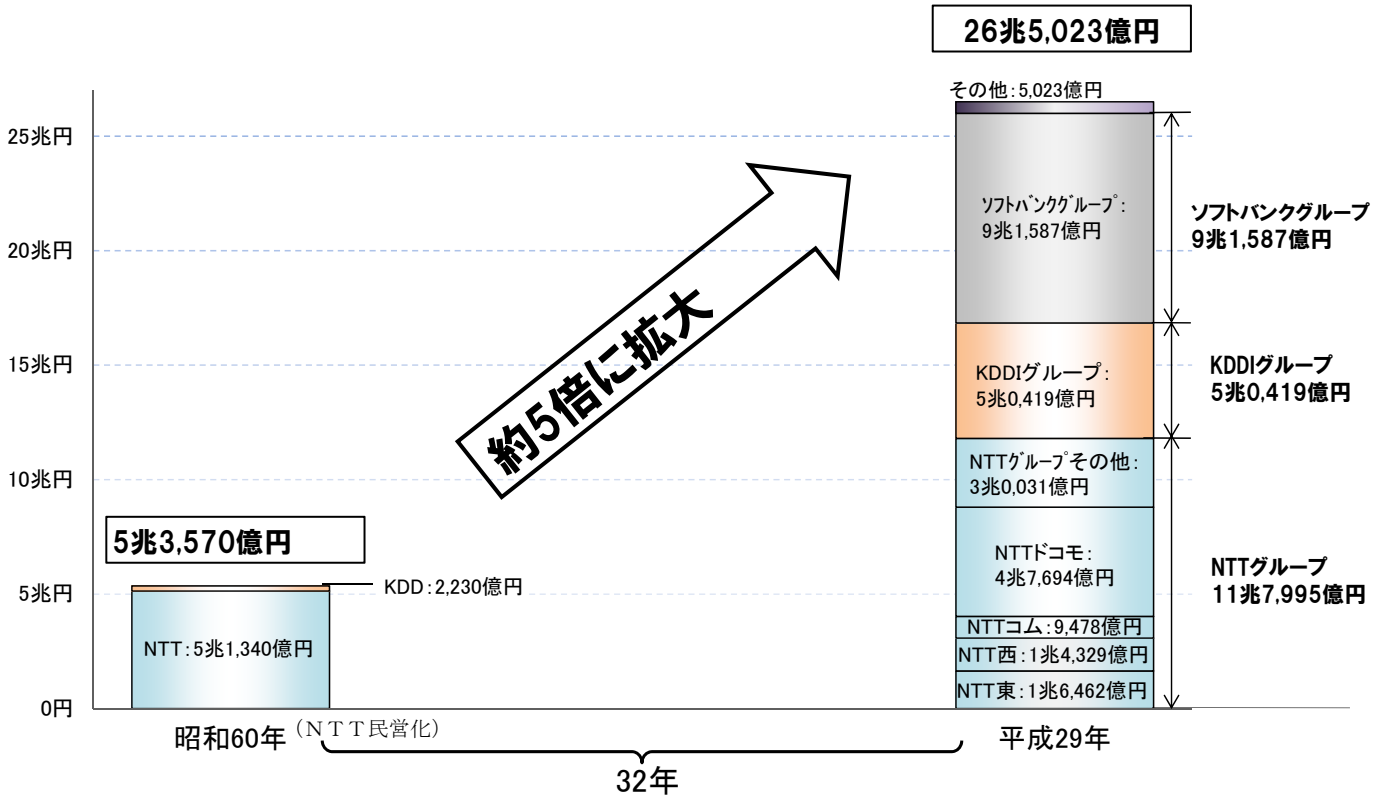 26兆5,023億円
その他：5,023億円
25兆円
20兆円
15兆円
10兆円
5兆円
0円
ソフトバンクグループ：
9兆1,587億円
KDDIグループ：
5兆0,419億円
NTTグループその他：
3兆0,031億円
NTTドコモ：
4兆7,694億円
NTTコム：9,478億円
NTT西：1兆4,329億円
NTT東：1兆6,462億円
ソフトバンクグループ
9兆1,587億円
KDDIグループ
5兆0,419億円
NTTグループ
11兆7,995億円
約5倍に拡大
5兆3,570億円
KDD：2,230億円
NTT：5兆1,340億円
昭和60年
（ＮＴＴ民営化）
平成29年
32年